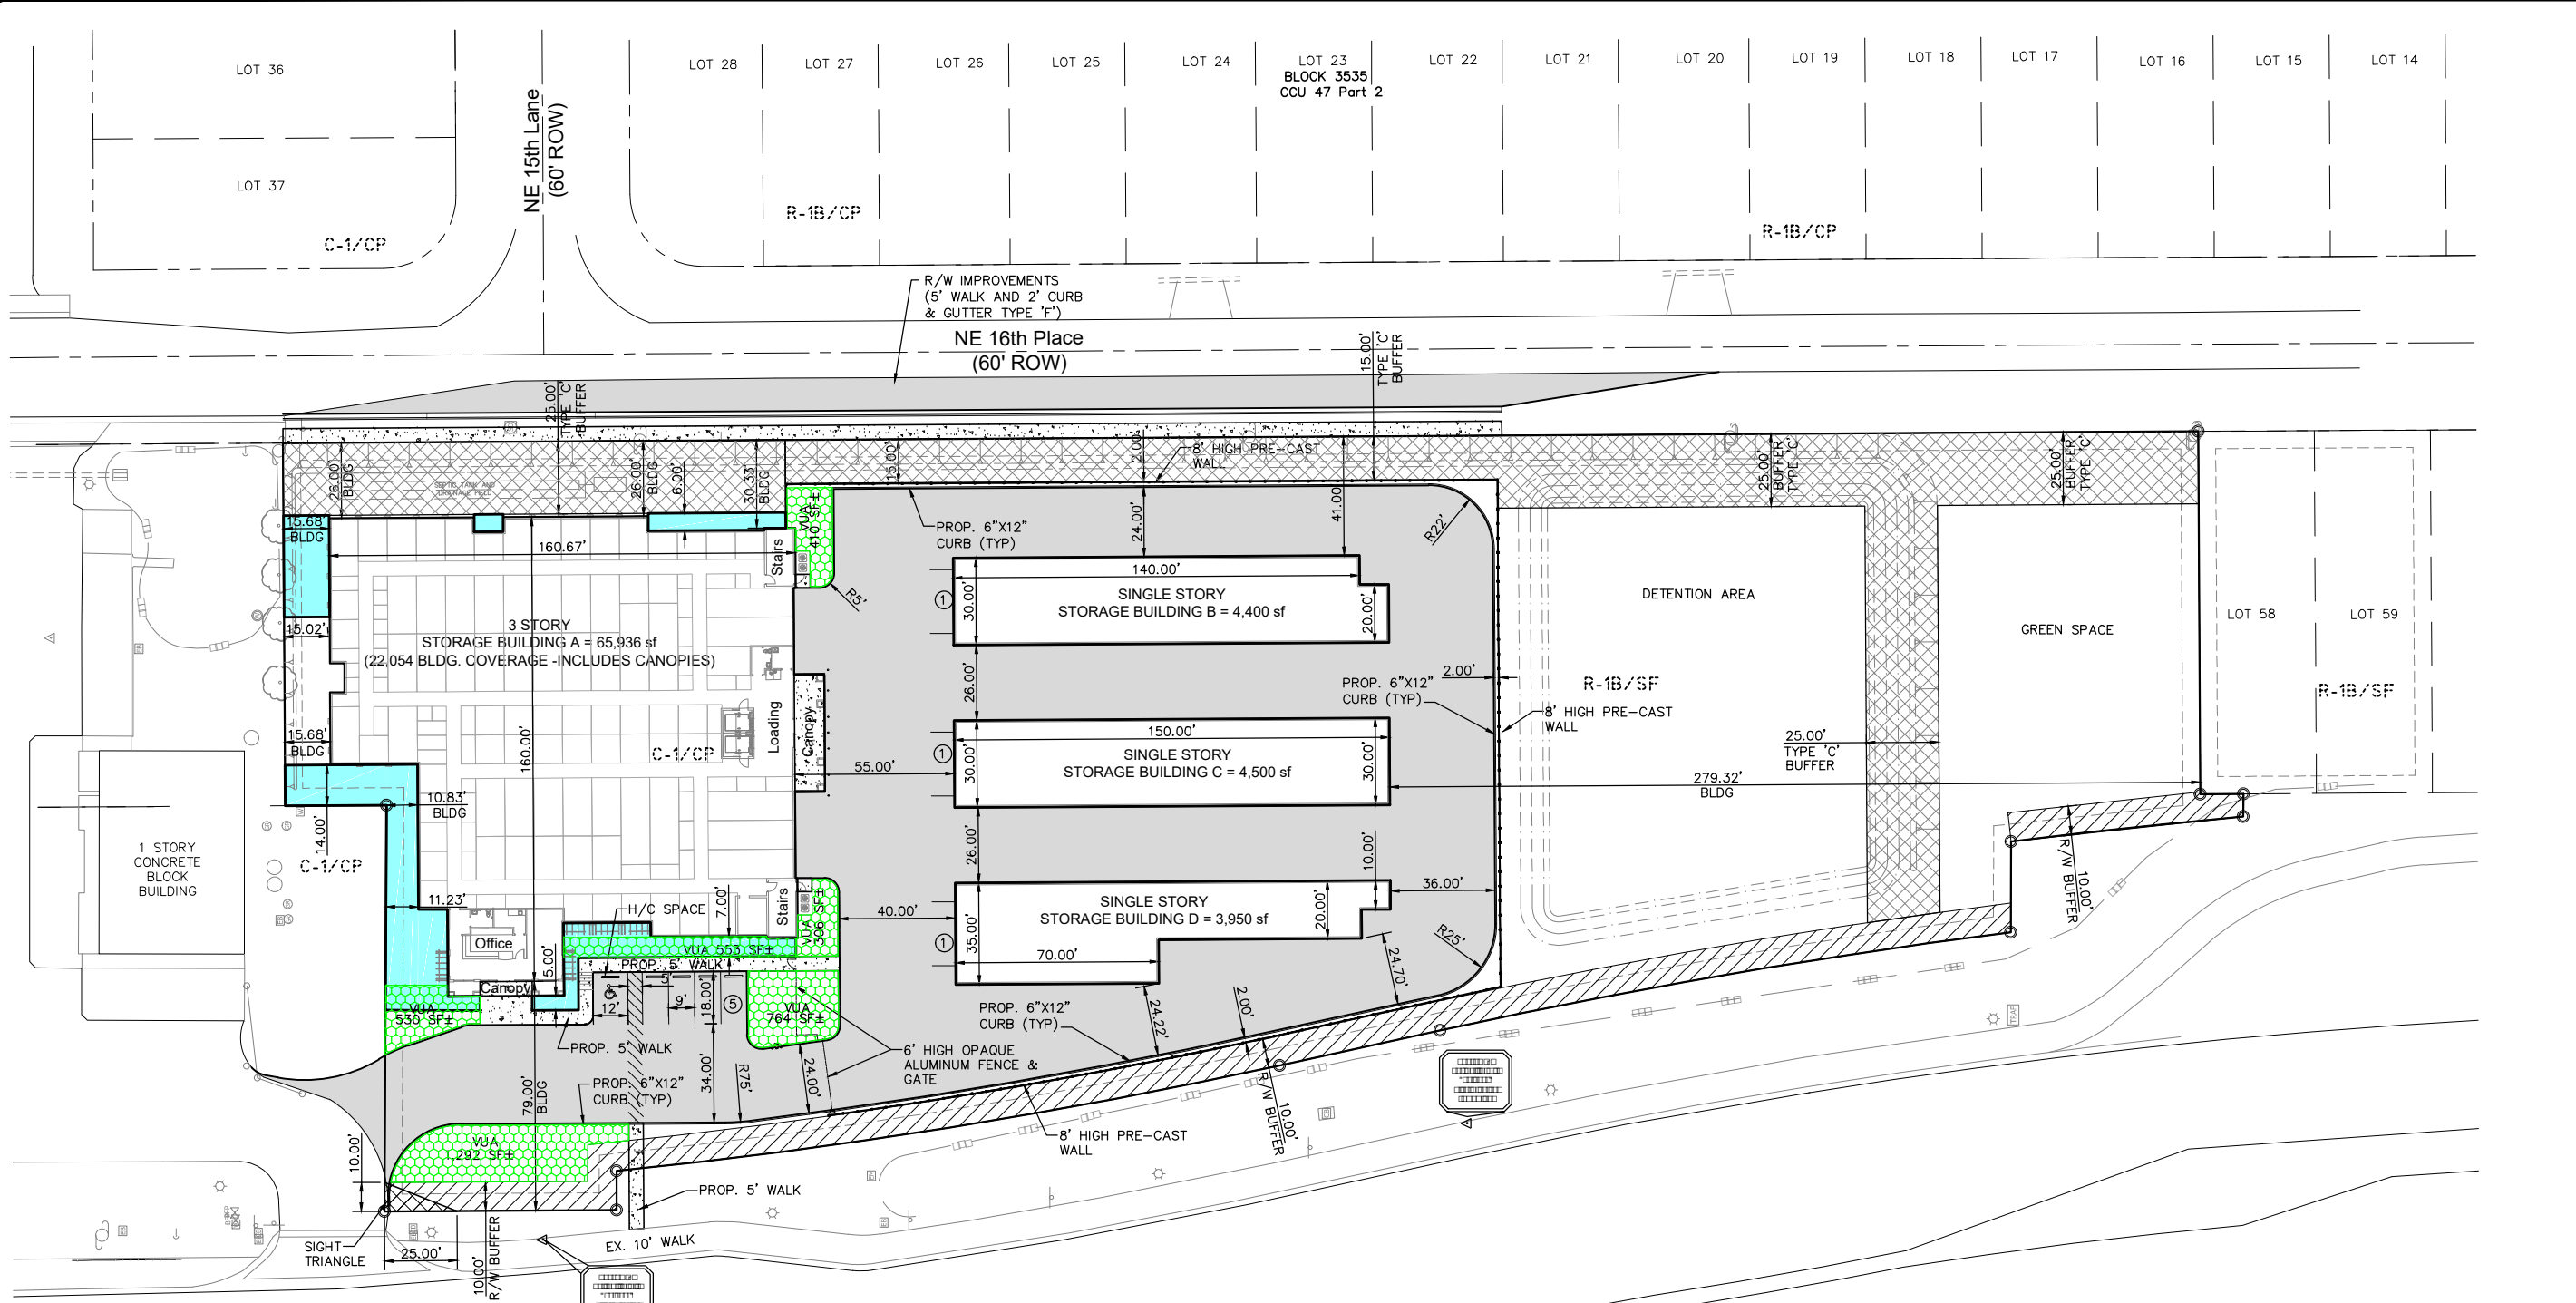 LOT 36
LOT 37
C-1/CP
NE 15th Lane
(60' ROW)
LOT 28
LOT 27
LOT 26
LOT 25
LOT 24
LOT 23
BLOCK 3535
CCU 47 Part 2
LOT 22
LOT 21
LOT 20
LOT 19
LOT 18
LOT 17
LOT 16
LOT 15
LOT 14
R-1B/CP
R-1B/CP
R/W IMPROVEMENTS
(5' WALK AND 2' CURB
& GUTTER TYPE 'F')
NE 16th Place
(60' ROW)
25.00'
TYPE 'C'
BUFFER
15.00'
TYPE 'C'
BUFFER
26.00'
BLDG
SEPTIC TANK AND
DRAINAGE FIELD
26.00'
BLDG
6.00'
30.33'
BLDG
15.00'
2.00'
8' HIGH PRE-CAST
WALL
41.00'
25.00'
BUFFER
TYPE 'C'
25.00'
BUFFER
TYPE 'C'
15.68'
BLDG
160.67'
Stairs
VUA
410 SF±
R5'
PROP. 6"X12"
CURB (TYP)
24.00'
R22'
15.02'
3 STORY
STORAGE BUILDING A = 65,936 sf
(22,054 BLDG. COVERAGE -INCLUDES CANOPIES)
1
30.00'
140.00'
SINGLE STORY
STORAGE BUILDING B = 4,400 sf
20.00'
DETENTION AREA
GREEN SPACE
LOT 58
LOT 59
15.68'
BLDG
160.00'
C-1/CP
Loading
Canopy
26.00'
2.00'
PROP. 6"X12"
CURB (TYP)
8' HIGH PRE-CAST
WALL
R-1B/SF
R-1B/SF
55.00'
1
30.00'
150.00'
SINGLE STORY
STORAGE BUILDING C = 4,500 sf
30.00'
25.00'
TYPE 'C'
BUFFER
279.32'
BLDG
10.83'
BLDG
14.00'
C-1/CP
1 STORY
CONCRETE
BLOCK
BUILDING
26.00'
10.00'
10.00'
R/W BUFFER
11.23'
Office
Canopy
H/C SPACE
7.00'
Stairs
VUA
306 SF±
VUA 553 SF±
PROP. 5' WALK
40.00'
1
35.00'
SINGLE STORY
STORAGE BUILDING D = 3,950 sf
70.00'
20.00'
36.00'
R25'
24.70'
5.00'
9'
5'
12'
9'
18.00'
5
VUA
764 SF±
VUA
530 SF±
PROP. 5' WALK
PROP. 6"X12"
CURB (TYP)
24.22'
2.00'
6' HIGH OPAQUE
ALUMINUM FENCE &
GATE
79.00'
BLDG
PROP. 6"X12"
CURB (TYP)
34.00'
R75'
24.00'
10.00'
R/W BUFFER
8' HIGH PRE-CAST
WALL
VUA
1,292 SF±
10.00'
PROP. 5' WALK
SIGHT
TRIANGLE
25.00'
10.00'
R/W BUFFER
EX. 10' WALK
TRAF